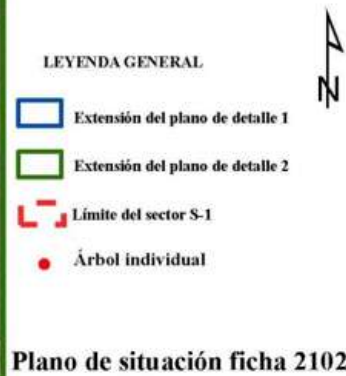 LEYENDA GENERAL
N
Extensión del plano de detalle 1
Extensión del plano de detalle 2
Límite del sector S-1
Árbol individual
Plano de situación ficha 2102